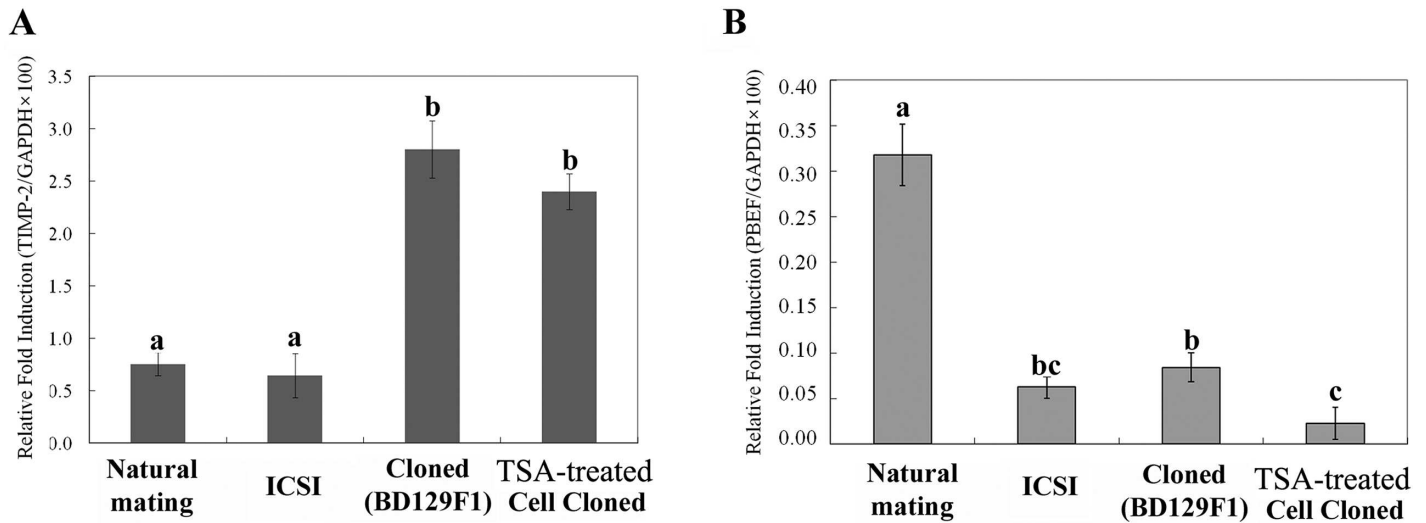 A
Relative Fold Induction (TIMP-2/GAPDH×100)
3.5
3.0
2.5
2.0
1.5
1.0
0.5
0.0
a
a
b
b
Natural
mating
ICSI
Cloned
(BD129F1)
TSA-treated
Cell Cloned
B
Relative Fold Induction (PBEF/GAPDH×100)
0.40
0.35
0.30
0.25
0.20
0.15
0.10
0.05
0.00
a
bc
b
c
Natural
mating
ICSI
Cloned
(BD129F1)
TSA-treated
Cell Cloned